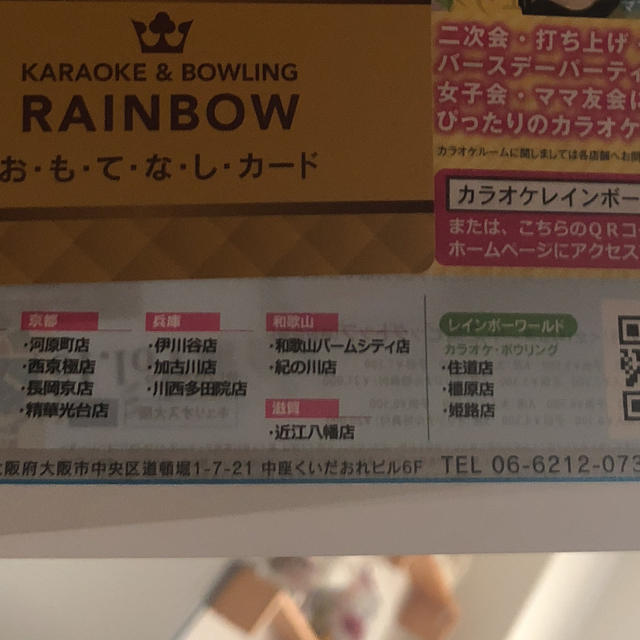 KARAOKE & BOWLING
RAINBOW
お・も・て・な・し・カード
二次会・打ち上げ
バースデーパーティ
女子会・ママ友会に
ぴったりのカラオケ
カラオケルームに関しましては各店舗へお問
カラオケレインボー
または、こちらのQRコー
ホームページにアクセス
京都
・河原町店
・西京極店
・長岡京店
・精華光台店
兵庫
・伊川谷店
・加古川店
・川西多田院店
和歌山
・和歌山パームシティ店
・紀の川店
滋賀
・近江八幡店
レインボーワールド
カラオケ・ボウリング
・住道店
・橿原店
・姫路店
大阪府大阪市中央区道頓堀1-7-21 中座くいだおれビル6F TEL 06-6212-073